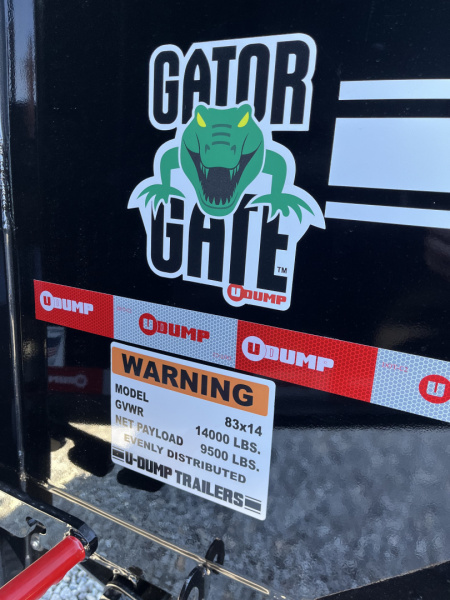 GATOR
GATE
TM
UDUMP
UDUMP
UDUMP
UDUMP
U
WARNING
MODEL 83x14
GVWR 14000 LBS.
NET PAYLOAD 9500 LBS.
EVENLY DISTRIBUTED
U-DUMP TRAILERS